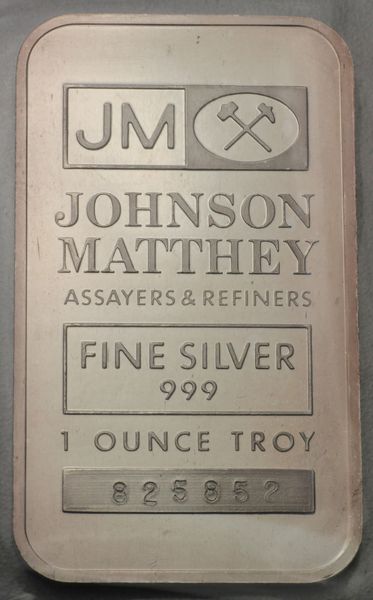 JM
JOHNSON
MATTHEY
ASSAYERS & REFINERS
FINE SILVER
999
1 OUNCE TROY
825852